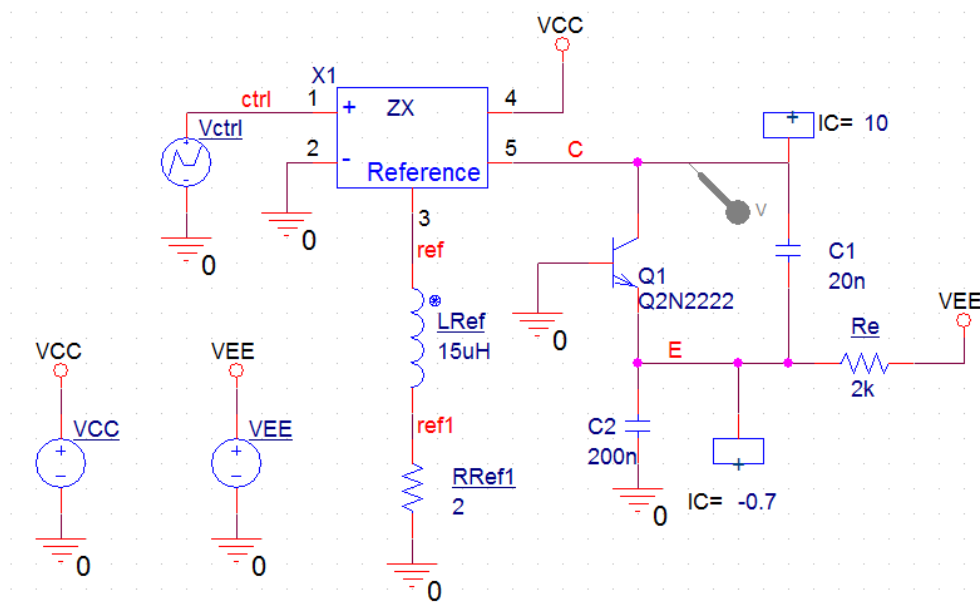 VCC
X1
ctrl
1
+
ZX
4
IC= 10
+
Vctrl
2
-
Reference
5
C
V
0
0
3
ref
Q1
Q2N2222
C1
20n
0
LRef
15uH
VEE
Re
E
2k
VCC
VEE
ref1
C2
200n
+
VCC
VEE
RRef1
2
IC= -0.7
0
0
0
0